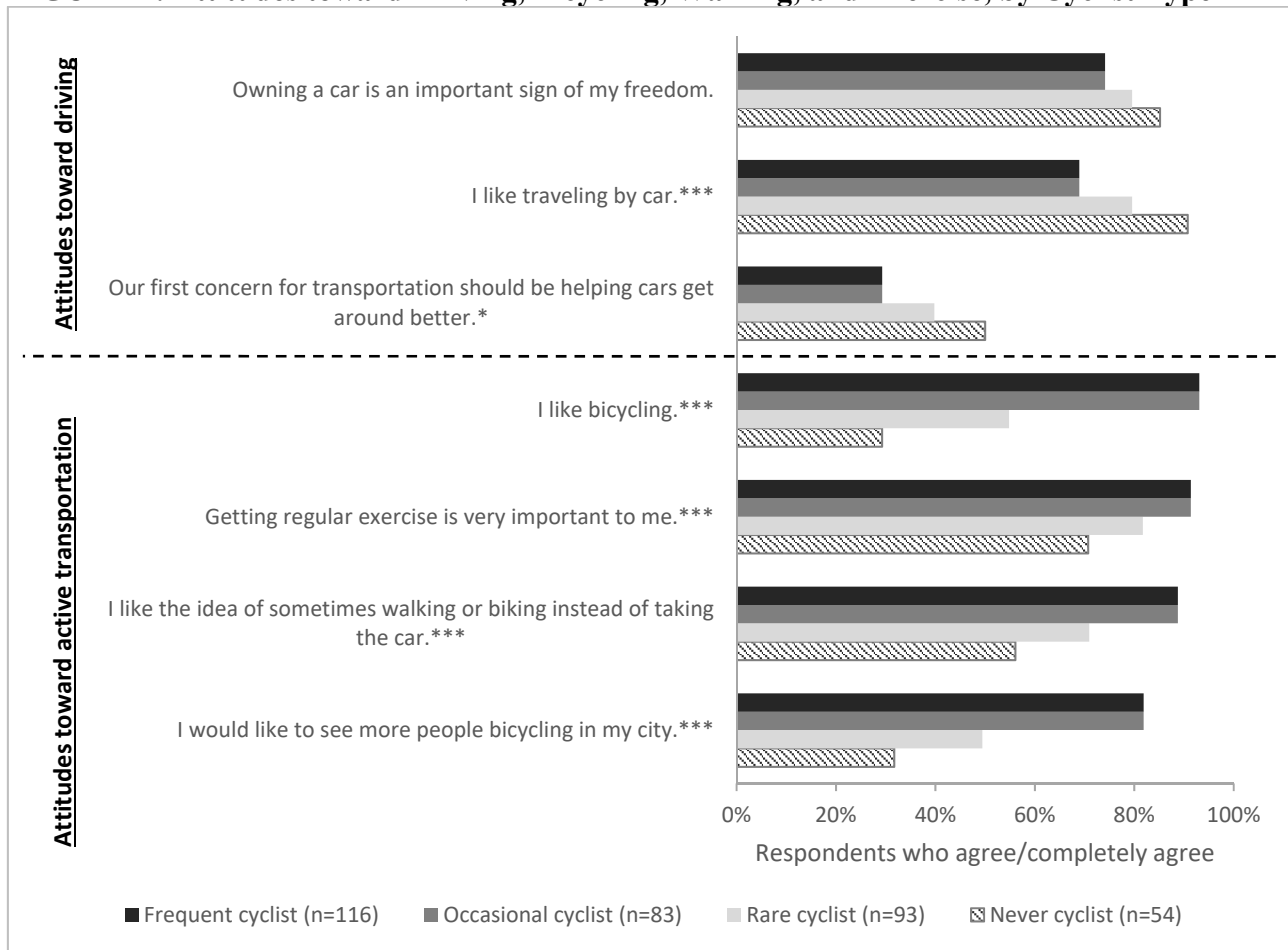 Attitudes toward driving
Owning a car is an important sign of my freedom.
I like traveling by car.***
Our first concern for transportation should be helping cars get
around better.*
Attitudes toward active transportation
I like bicycling.***
Getting regular exercise is very important to me.***
I like the idea of sometimes walking or biking instead of taking
the car.***
I would like to see more people bicycling in my city.***
0% 20% 40% 60% 80% 100%
Respondents who agree/completely agree
Frequent cyclist (n=116) Occasional cyclist (n=83) Rare cyclist (n=93) Never cyclist (n=54)